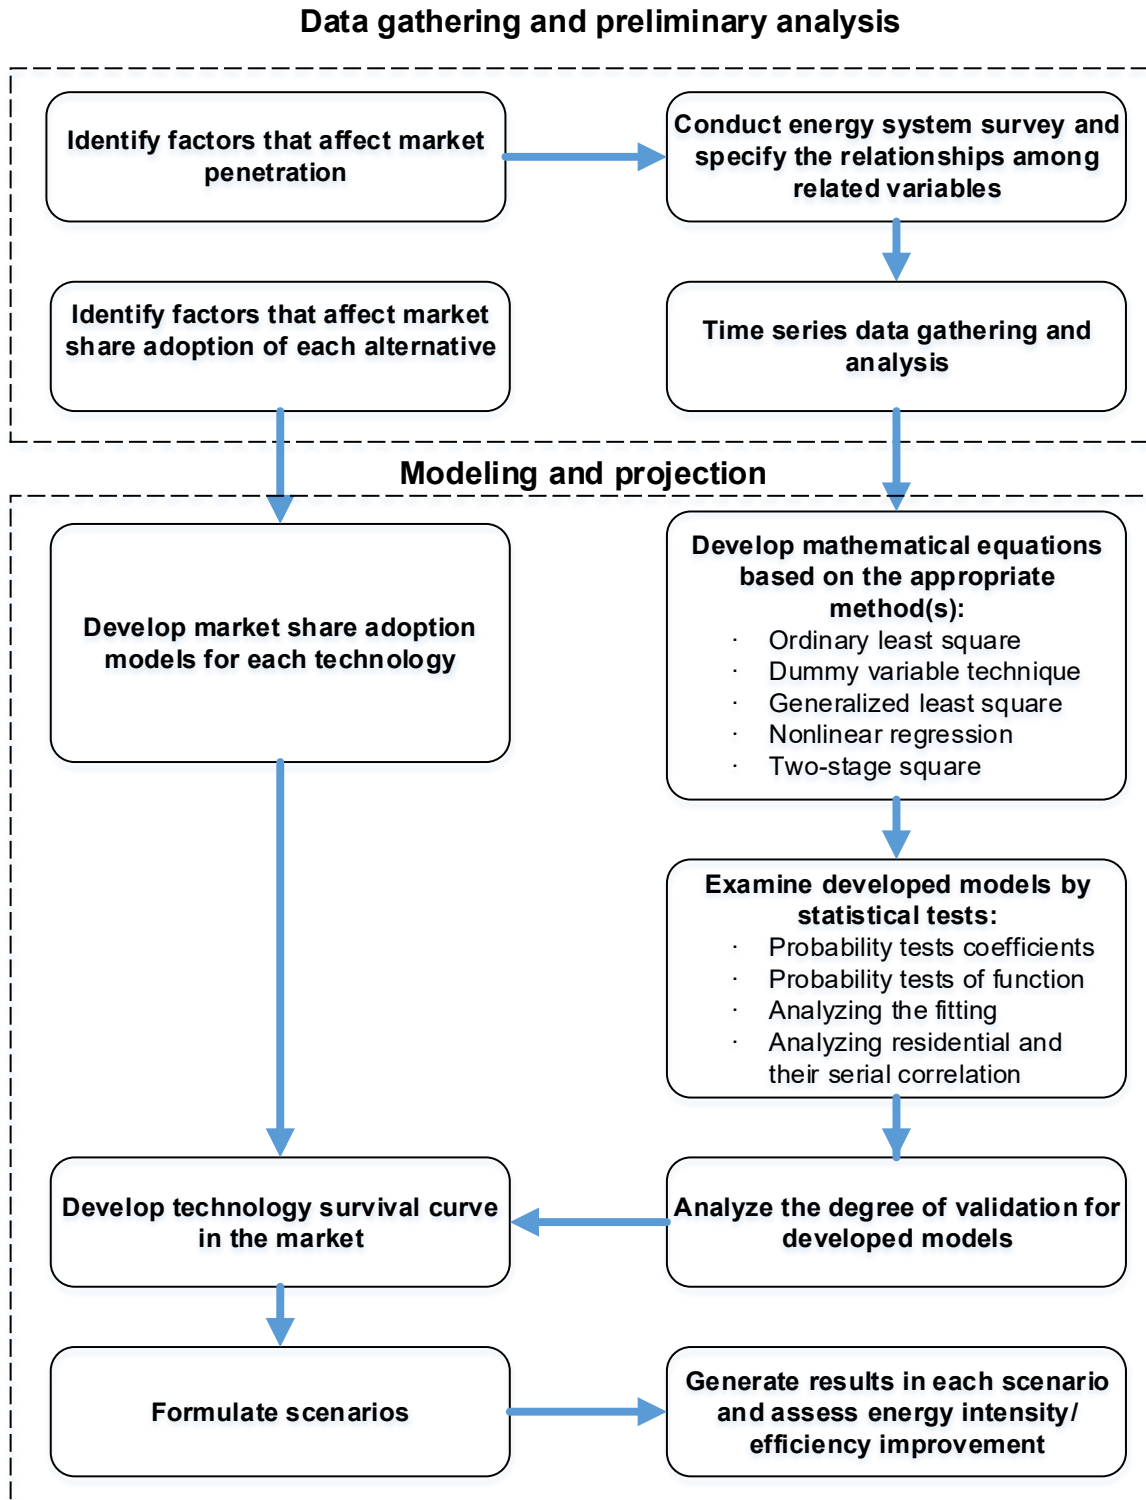 Data gathering and preliminary analysis
Identify factors that affect market
penetration
Conduct energy system survey and
specify the relationships among
related variables
Identify factors that affect market
share adoption of each alternative
Time series data gathering and
analysis
Modeling and projection
Develop market share adoption
models for each technology
Develop mathematical equations
based on the appropriate
method(s):
· Ordinary least square
· Dummy variable technique
· Generalized least square
· Nonlinear regression
· Two-stage square
Examine developed models by
statistical tests:
· Probability tests coefficients
· Probability tests of function
· Analyzing the fitting
· Analyzing residential and
their serial correlation
Develop technology survival curve
in the market
Analyze the degree of validation for
developed models
Formulate scenarios
Generate results in each scenario
and assess energy intensity/
efficiency improvement